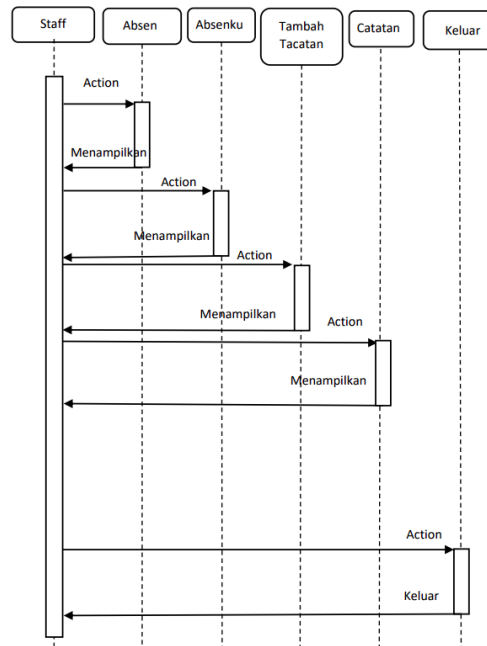 Staff
Absen
Absenku
Tambah
Tacatan
Catatan
Keluar
Action
Menampilkan
Action
Menampilkan
Action
Menampilkan
Action
Menampilkan
Action
Keluar